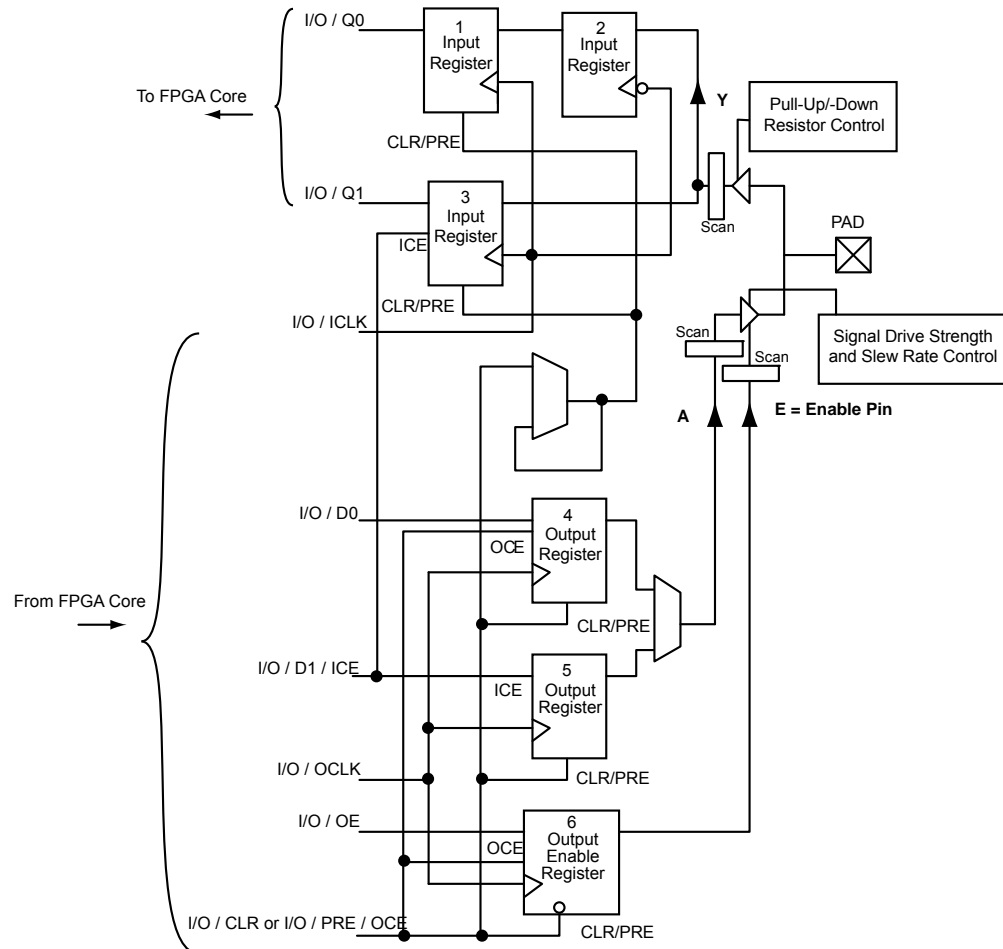 I/O / Q0
1
Input
Register
2
Input
Register
To FPGA Core
Y
Pull-Up/-Down
Resistor Control
CLR/PRE
I/O / Q1
3
Input
Register
ICE
Scan
PAD
CLR/PRE
I/O / ICLK
Scan
Scan
Signal Drive Strength
and Slew Rate Control
A
E = Enable Pin
I/O / D0
4
Output
Register
OCE
From FPGA Core
CLR/PRE
I/O / D1 / ICE
5
Output
Register
ICE
I/O / OCLK
CLR/PRE
I/O / OE
6
Output
Enable
Register
OCE
I/O / CLR or I/O / PRE / OCE
CLR/PRE